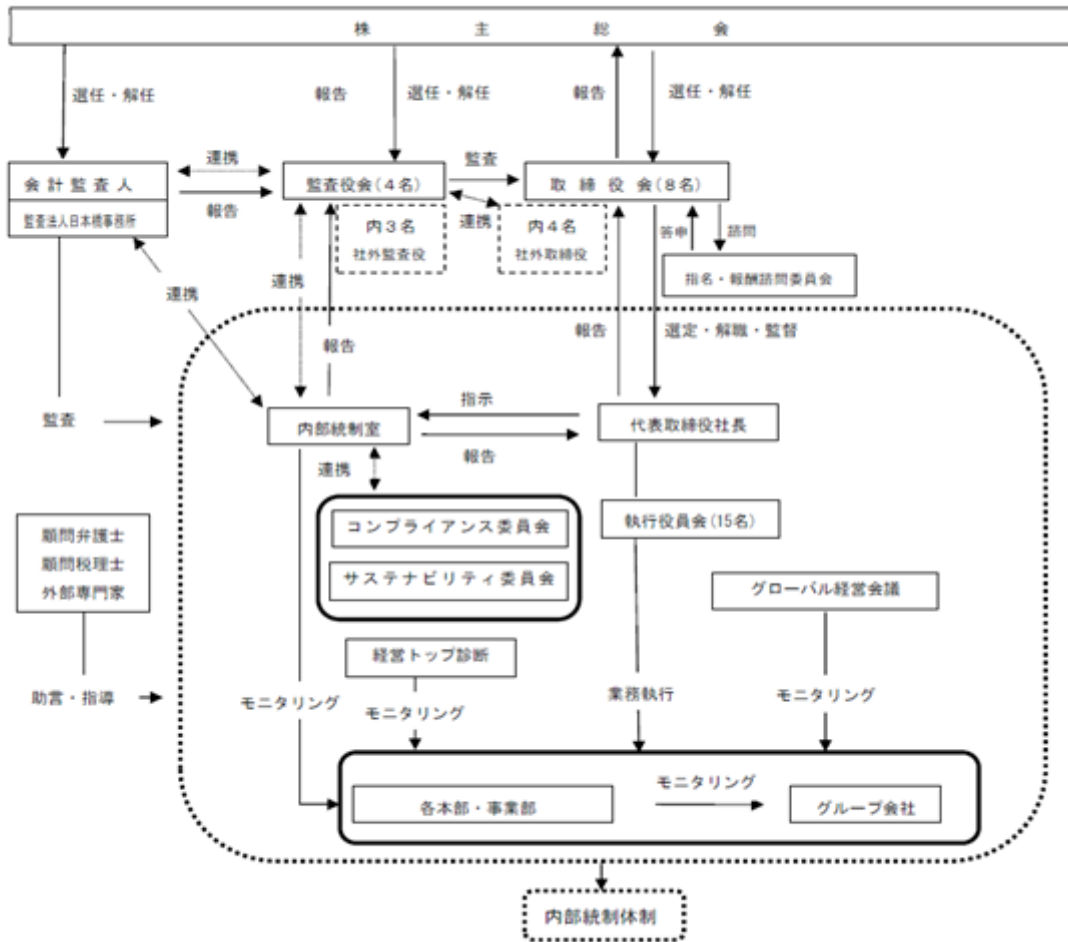 株主総会
選任・解任
報告
選任・解任
報告
選任・解任
会計監査人
監査法人日本橋事務所
連携
報告
監査役会(4名)
監査
取締役会(8名)
内3名
社外監査役
連携
内4名
社外取締役
答申
諮問
指名・報酬諮問委員会
連携
連携
報告
報告
選定・解職・監督
監査
内部統制室
指示
報告
代表取締役社長
連携
コンプライアンス委員会
サステナビリティ委員会
執行役員会(15名)
顧問弁護士
顧問税理士
外部専門家
グローバル経営会議
経営トップ診断
助言・指導
モニタリング
モニタリング
業務執行
モニタリング
各本部・事業部
モニタリング
グループ会社
内部統制体制